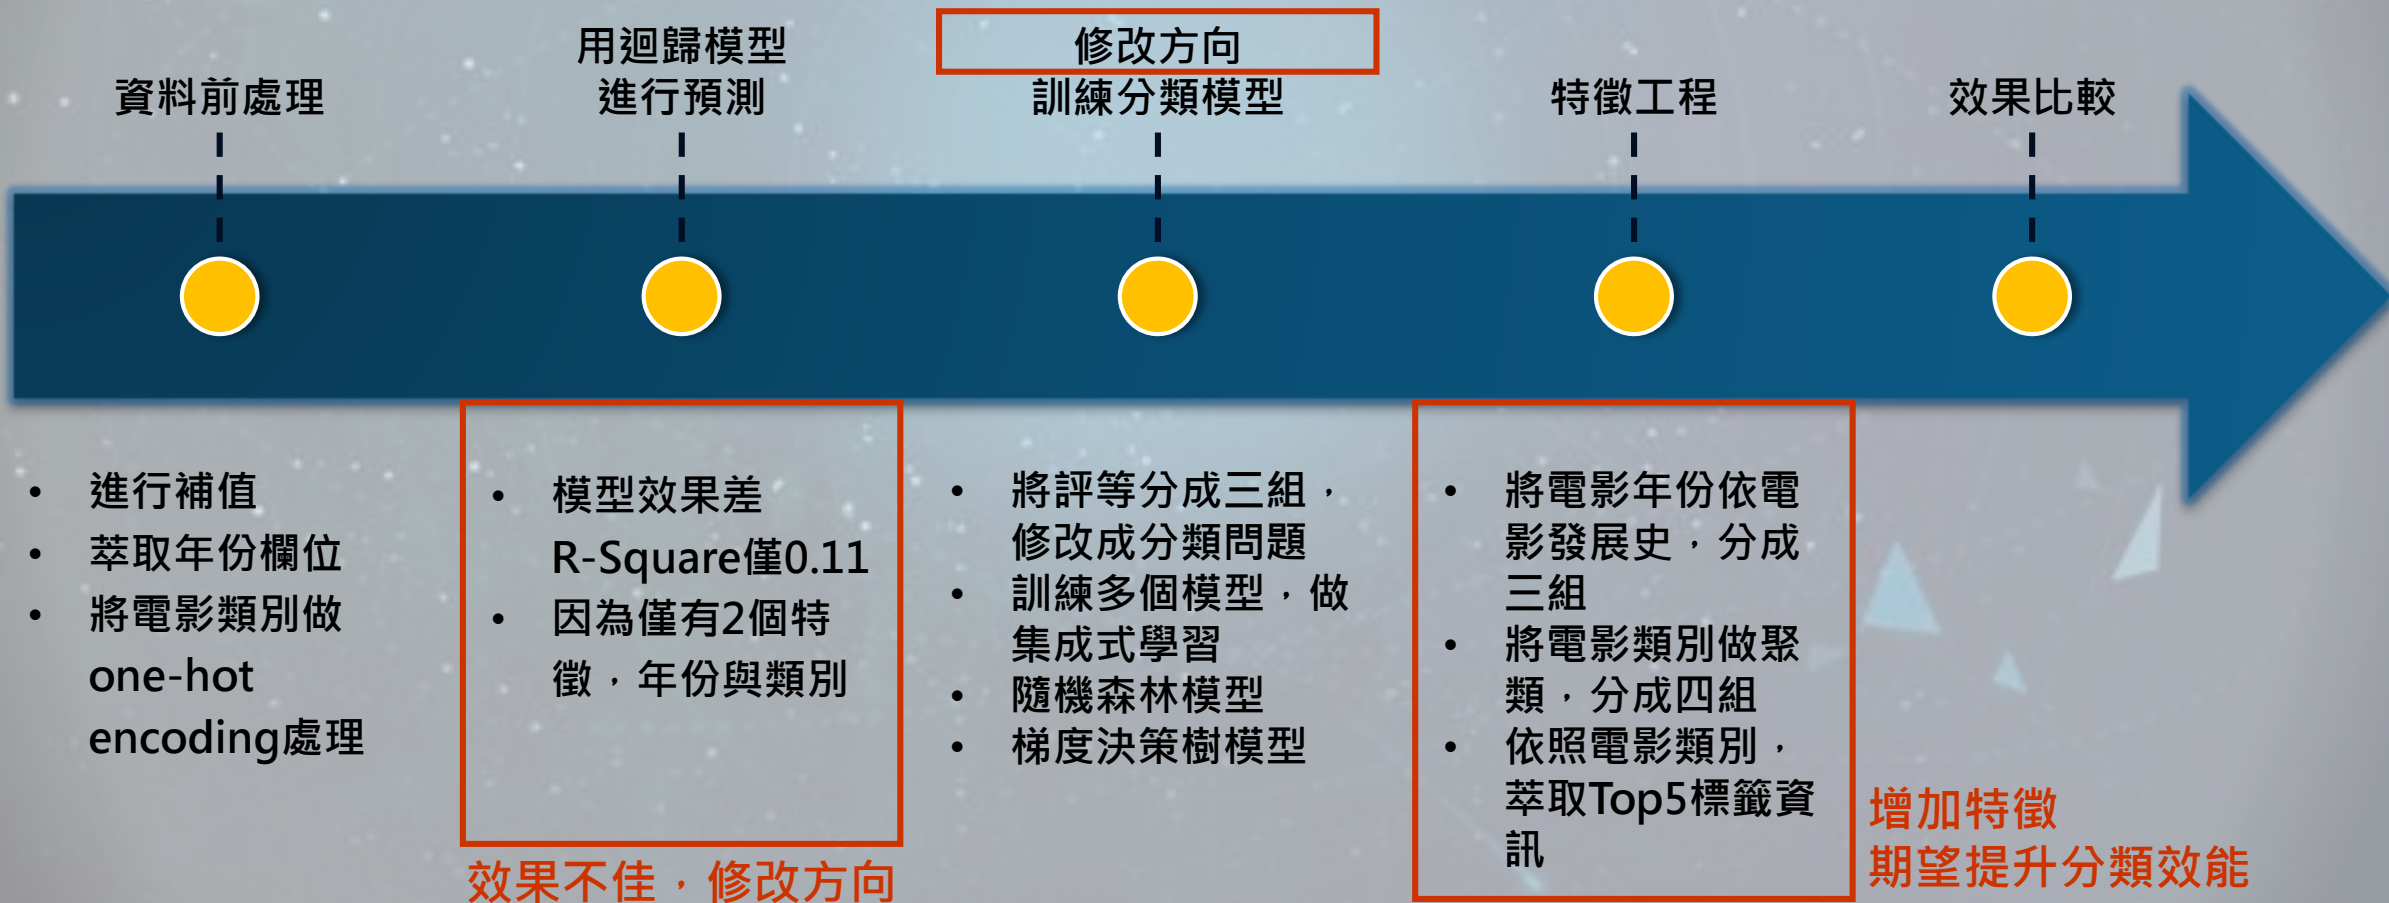 資料前處理
用迴歸模型
進行預測
修改方向
訓練分類模型
特徵工程
效果比較
• 進行補值
• 萃取年份欄位
• 將電影類別做
one-hot
encoding處理
• 模型效果差
R-Square僅0.11
• 因為僅有2個特
徵，年份與類別
效果不佳，修改方向
• 將評等分成三組，
修改成分類問題
• 訓練多個模型，做
集成式學習
• 隨機森林模型
• 梯度決策樹模型
• 將電影年份依電
影發展史，分成
三組
• 將電影類別做聚
類，分成四組
• 依照電影類別，
萃取Top5標籤資
訊
增加特徵
期望提升分類效能